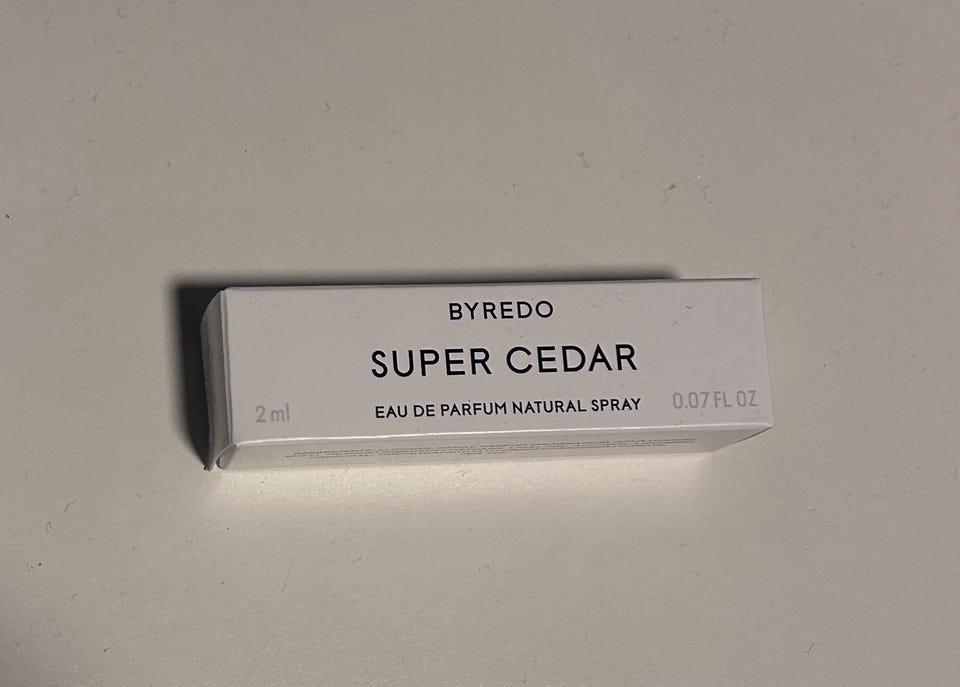 BYREDO
SUPER CEDAR
EAU DE PARFUM NATURAL SPRAY
2 ml
0.07 FL OZ